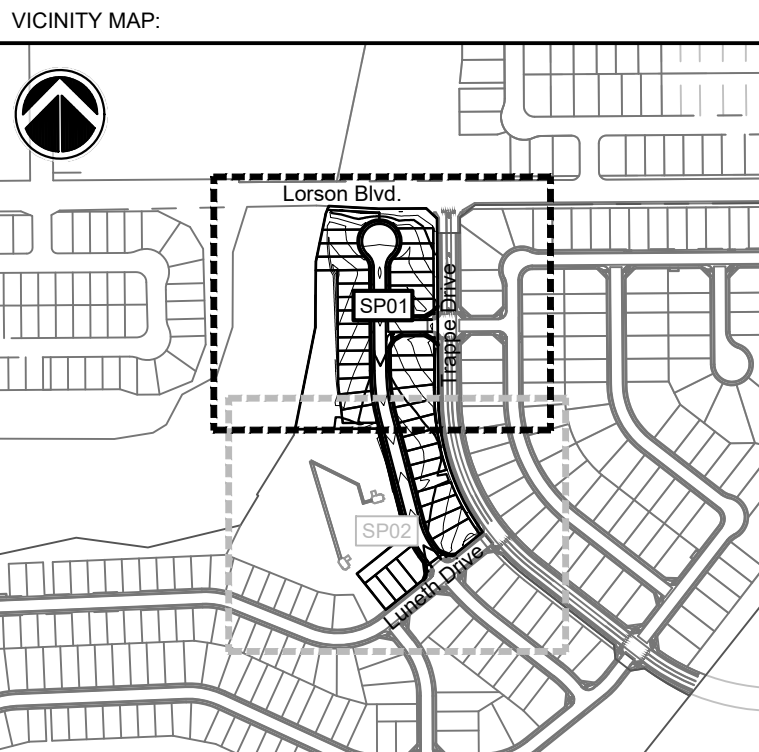 VICINITY MAP:
Lorson Blvd.
Trappe Drive
SP01
SP02
Luneth Drive